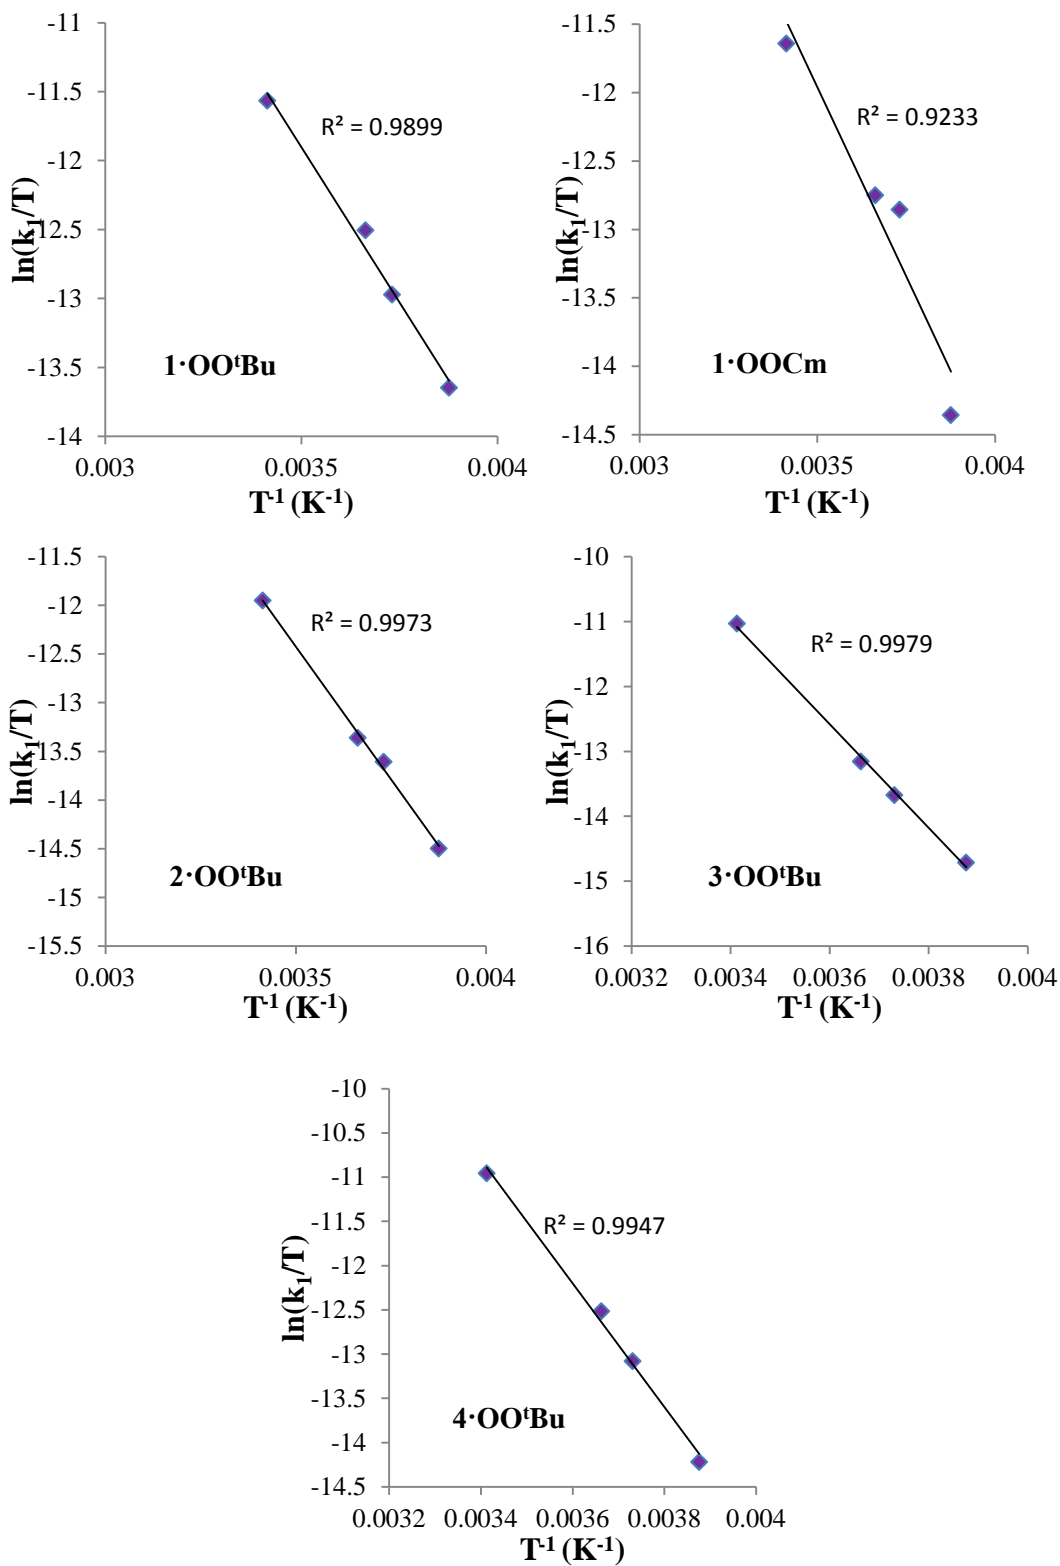 -11
-11.5
-12
-12.5
-13
-13.5
-14
ln(k₁/T)
R² = 0.9899
1·OOᵗBu
0.003 0.0035 0.004
T⁻¹ (K⁻¹)
-11.5
-12
-12.5
-13
-13.5
-14
-14.5
ln(k₁/T)
R² = 0.9233
1·OOCm
0.003 0.0035 0.004
T⁻¹ (K⁻¹)
-11.5
-12
-12.5
-13
-13.5
-14
-14.5
-15
-15.5
ln(k₁/T)
R² = 0.9973
2·OOᵗBu
0.003 0.0035 0.004
T⁻¹ (K⁻¹)
-10
-11
-12
-13
-14
-15
-16
ln(k₁/T)
R² = 0.9979
3·OOᵗBu
0.0032 0.0034 0.0036 0.0038 0.004
T⁻¹ (K⁻¹)
-10
-10.5
-11
-11.5
-12
-12.5
-13
-13.5
-14
-14.5
ln(k₁/T)
R² = 0.9947
4·OOᵗBu
0.0032 0.0034 0.0036 0.0038 0.004
T⁻¹ (K⁻¹)